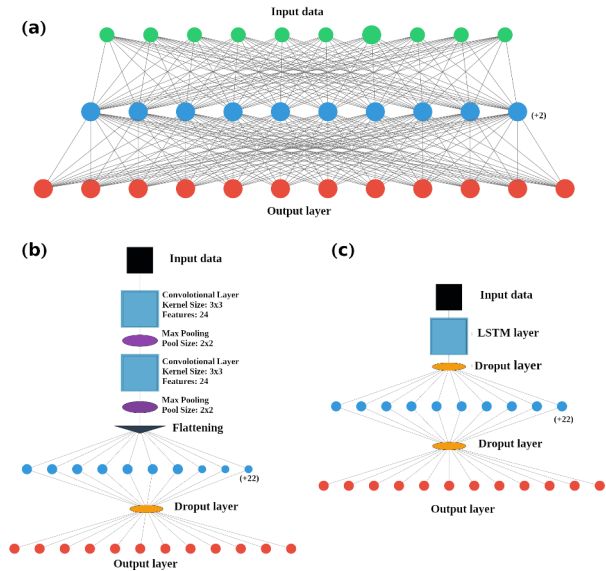 Input data
(a)
(+2)
Output layer
(b)
Input data
Convolotional Layer
Kernel Size: 3x3
Features: 24
Max Pooling
Pool Size: 2x2
Convolotional Layer
Kernel Size: 3x3
Features: 24
Max Pooling
Pool Size: 2x2
Flattening
(+22)
Droput layer
Output layer
(c)
Input data
LSTM layer
Droput layer
(+22)
Droput layer
Output layer